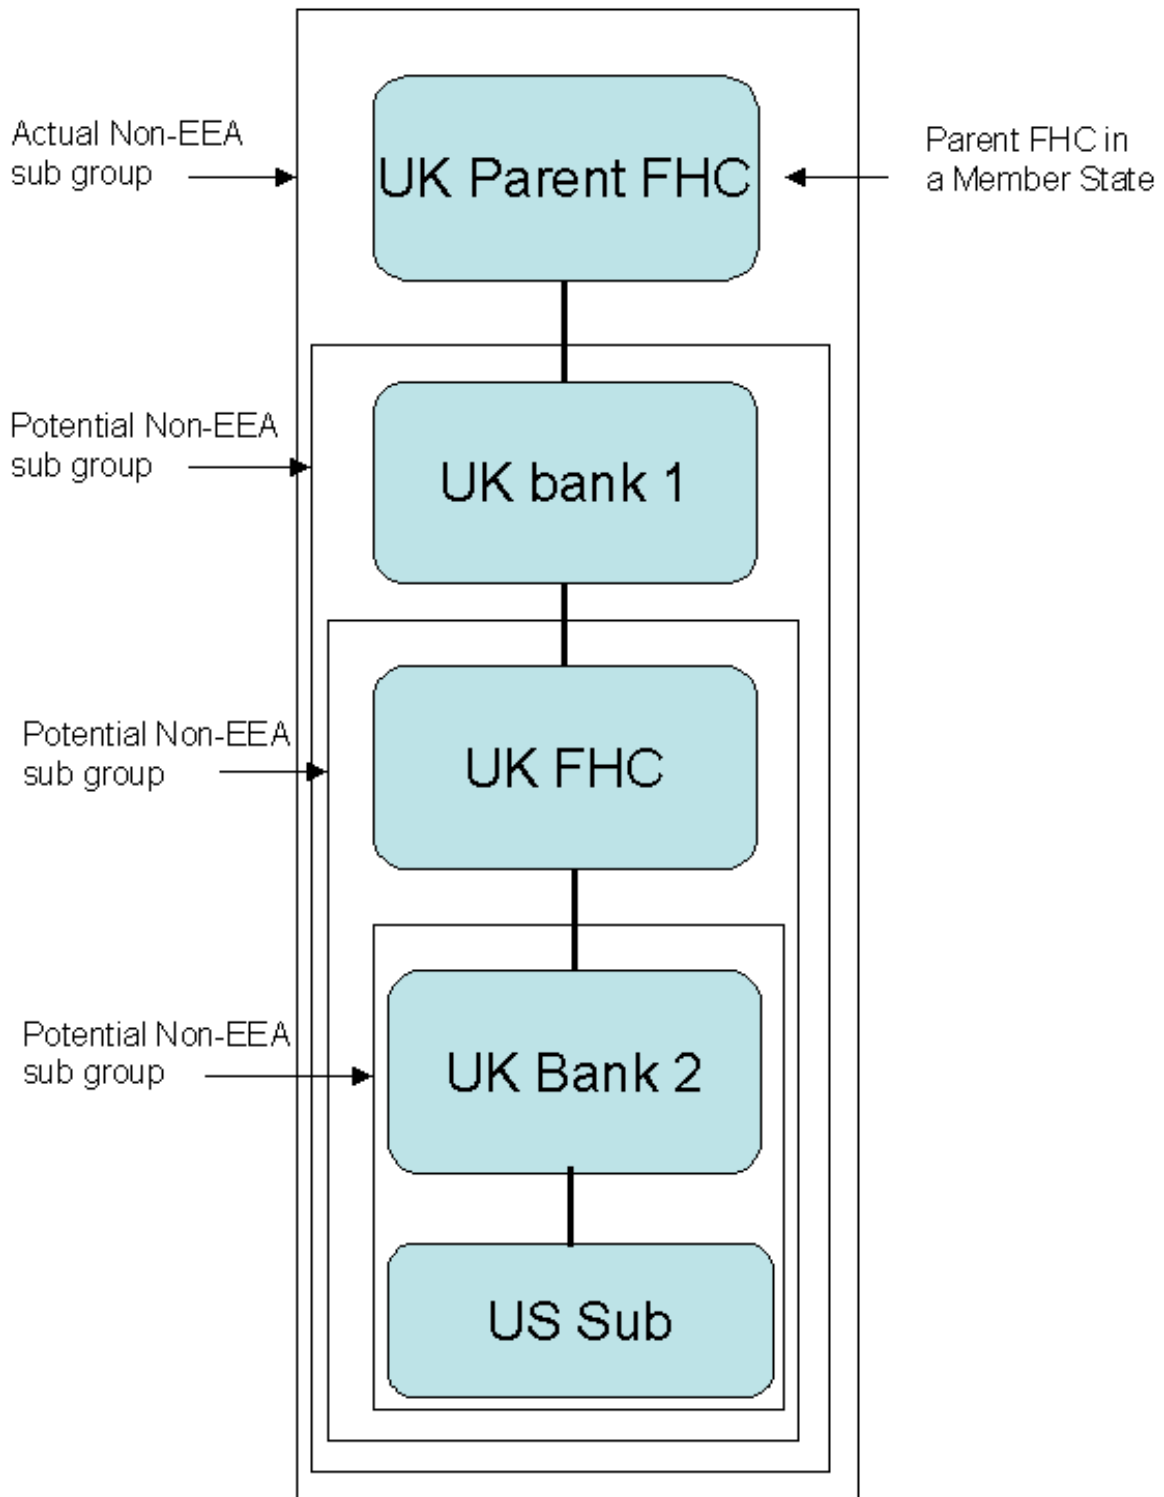 Actual Non-EEA
sub group
UK Parent FHC
Parent FHC in
a Member State
Potential Non-EEA
sub group
UK bank 1
Potential Non-EEA
sub group
UK FHC
Potential Non-EEA
sub group
UK Bank 2
US Sub